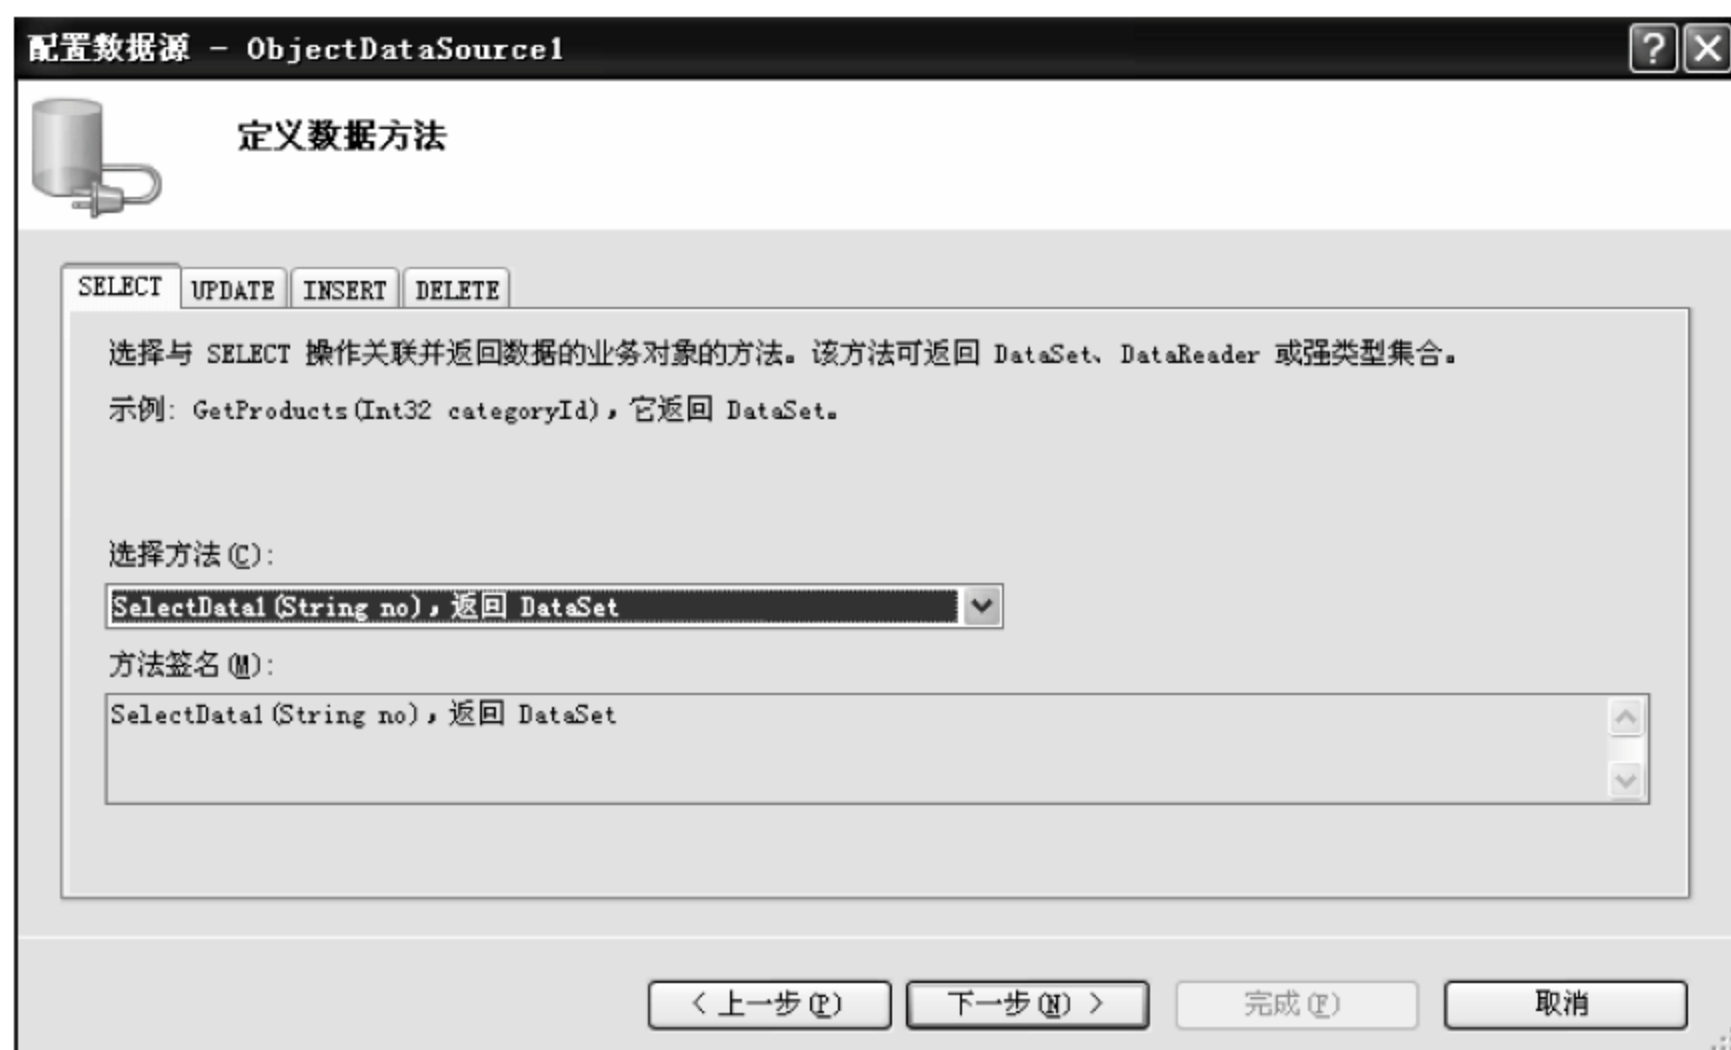 配置数据源 - ObjectDataSource1
定义数据方法
SELECT UPDATE INSERT DELETE
选择与 SELECT 操作关联并返回数据的业务对象的方法。该方法可返回 DataSet、DataReader 或强类型集合。
示例: GetProducts(Int32 categoryId)，它返回 DataSet。
选择方法(C):
SelectData1(String no)，返回 DataSet
方法签名(M):
SelectData1(String no)，返回 DataSet
< 上一步(P) 下一步(N) > 完成(F) 取消